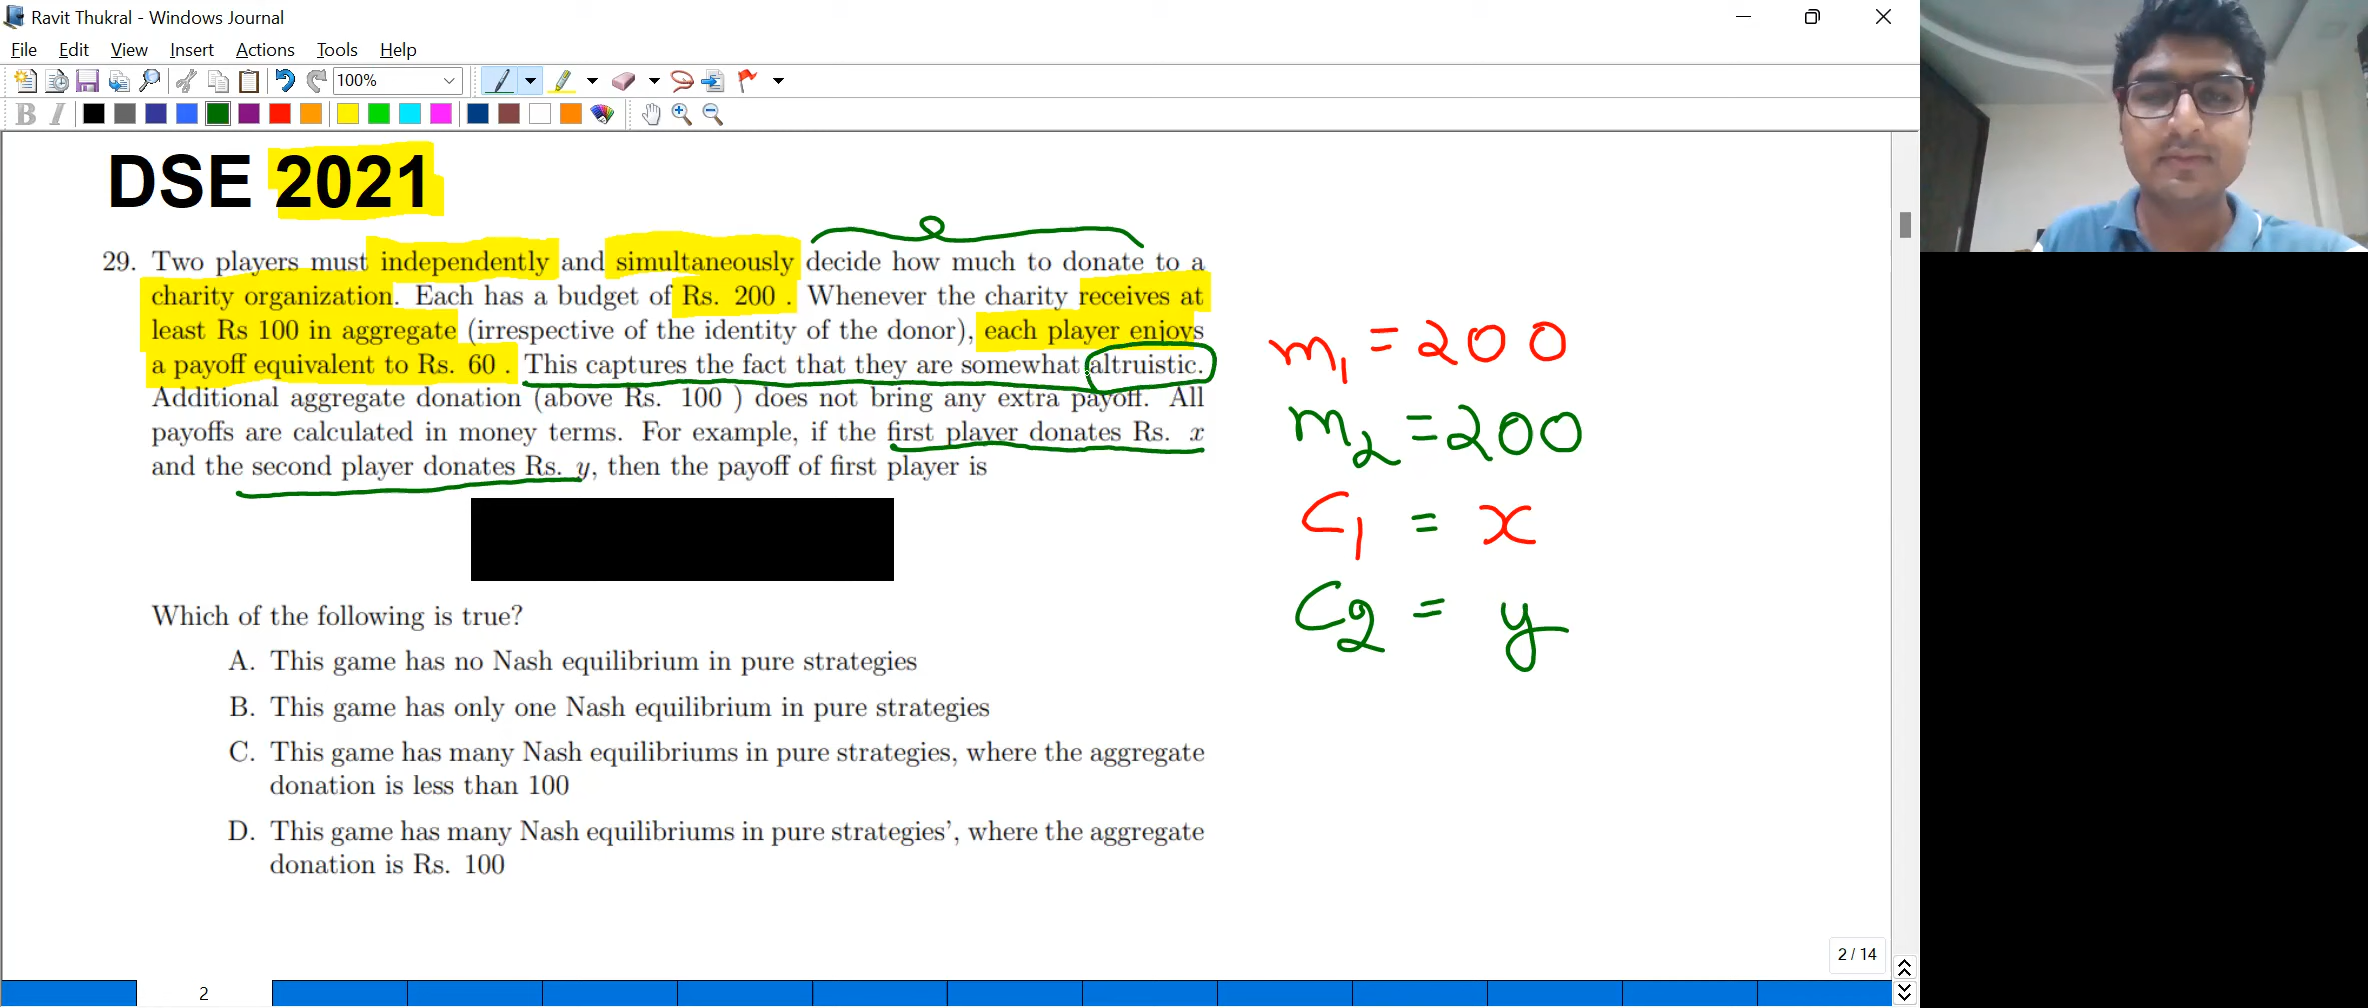 Ravit Thukral - Windows Journal
File Edit View Insert Actions Tools Help
100%
B I
DSE 2021
29. Two players must independently and simultaneously decide how much to donate to a
charity organization. Each has a budget of Rs. 200 . Whenever the charity receives at
least Rs 100 in aggregate (irrespective of the identity of the donor), each player enjoys
a payoff equivalent to Rs. 60 . This captures the fact that they are somewhat altruistic.
Additional aggregate donation (above Rs. 100 ) does not bring any extra payoff. All
payoffs are calculated in money terms. For example, if the first player donates Rs. x
and the second player donates Rs. y, then the payoff of first player is
Which of the following is true?
A. This game has no Nash equilibrium in pure strategies
B. This game has only one Nash equilibrium in pure strategies
C. This game has many Nash equilibriums in pure strategies, where the aggregate
donation is less than 100
D. This game has many Nash equilibriums in pure strategies', where the aggregate
donation is Rs. 100
m₁ = 200
m₂ = 200
C₁ = x
C₂ = y
2 / 14
2